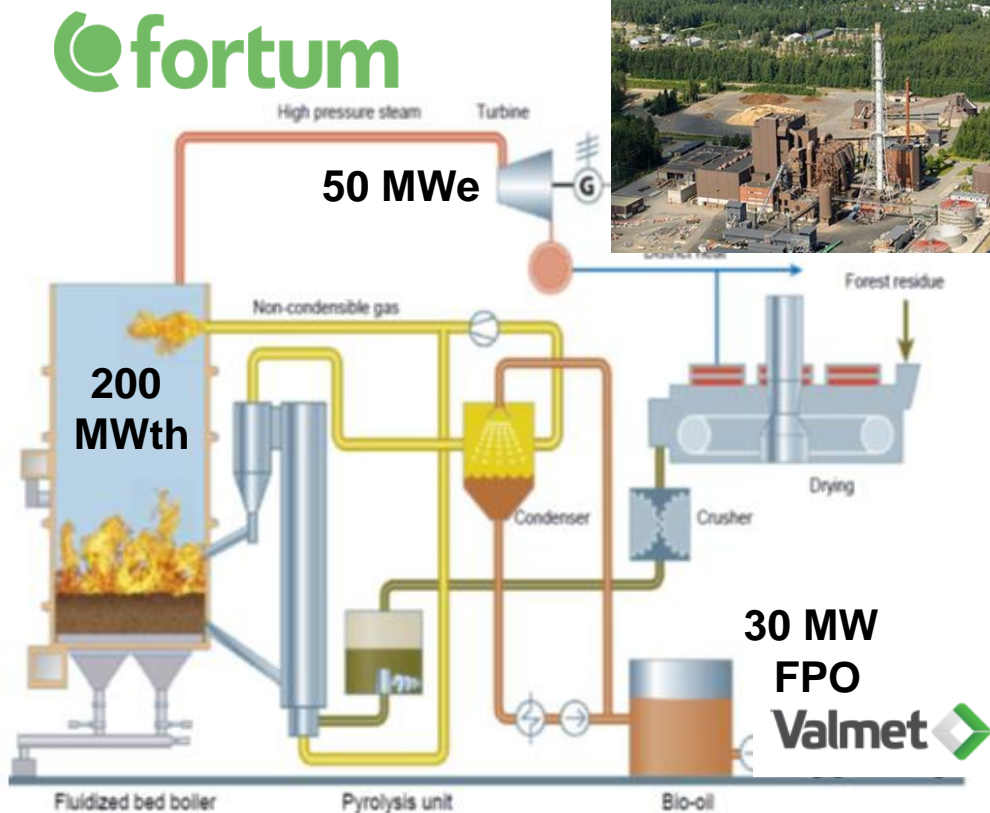 fortum
High pressure steam
Turbine
50 MWe
G
Forest residue
Non-condensible gas
200
MWth
Drying
Condenser
Crusher
30 MW
FPO
Valmet
Fluidized bed boiler
Pyrolysis unit
Bio-oil